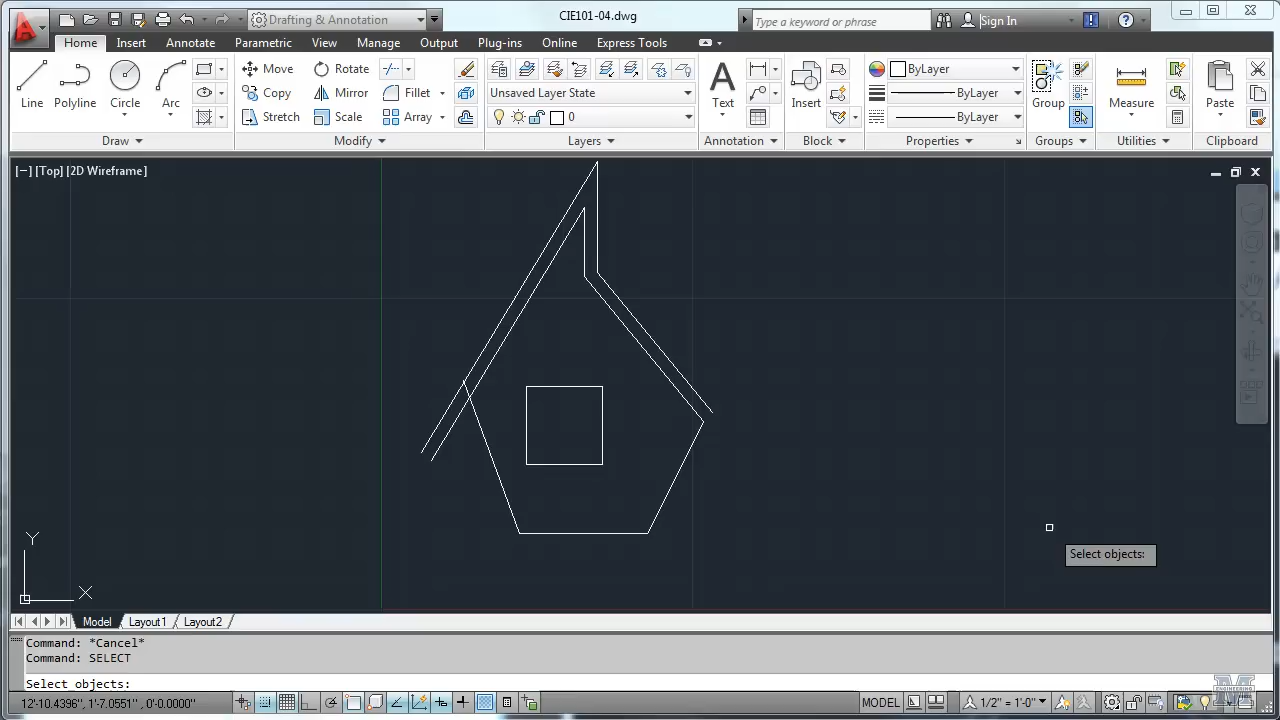 Drafting & Annotation
CIE101-04.dwg
Type a keyword or phrase
Sign In
Home Insert Annotate Parametric View Manage Output Plug-ins Online Express Tools
Line Polyline Circle Arc
Move Rotate
Copy Mirror Fillet
Stretch Scale Array
Unsaved Layer State
0
Text
Insert
ByLayer
ByLayer
ByLayer
Group
Measure
Paste
Draw Modify Layers Annotation Block Properties Groups Utilities Clipboard
[−] [Top] [2D Wireframe]
Select objects:
Y
X
Model Layout1 Layout2
Command: *Cancel*
Command: SELECT
Select objects:
12'-10.4396", 1'-7.0551", 0'-0.0000"
MODEL
1/2" = 1'-0"
ENGINEERING